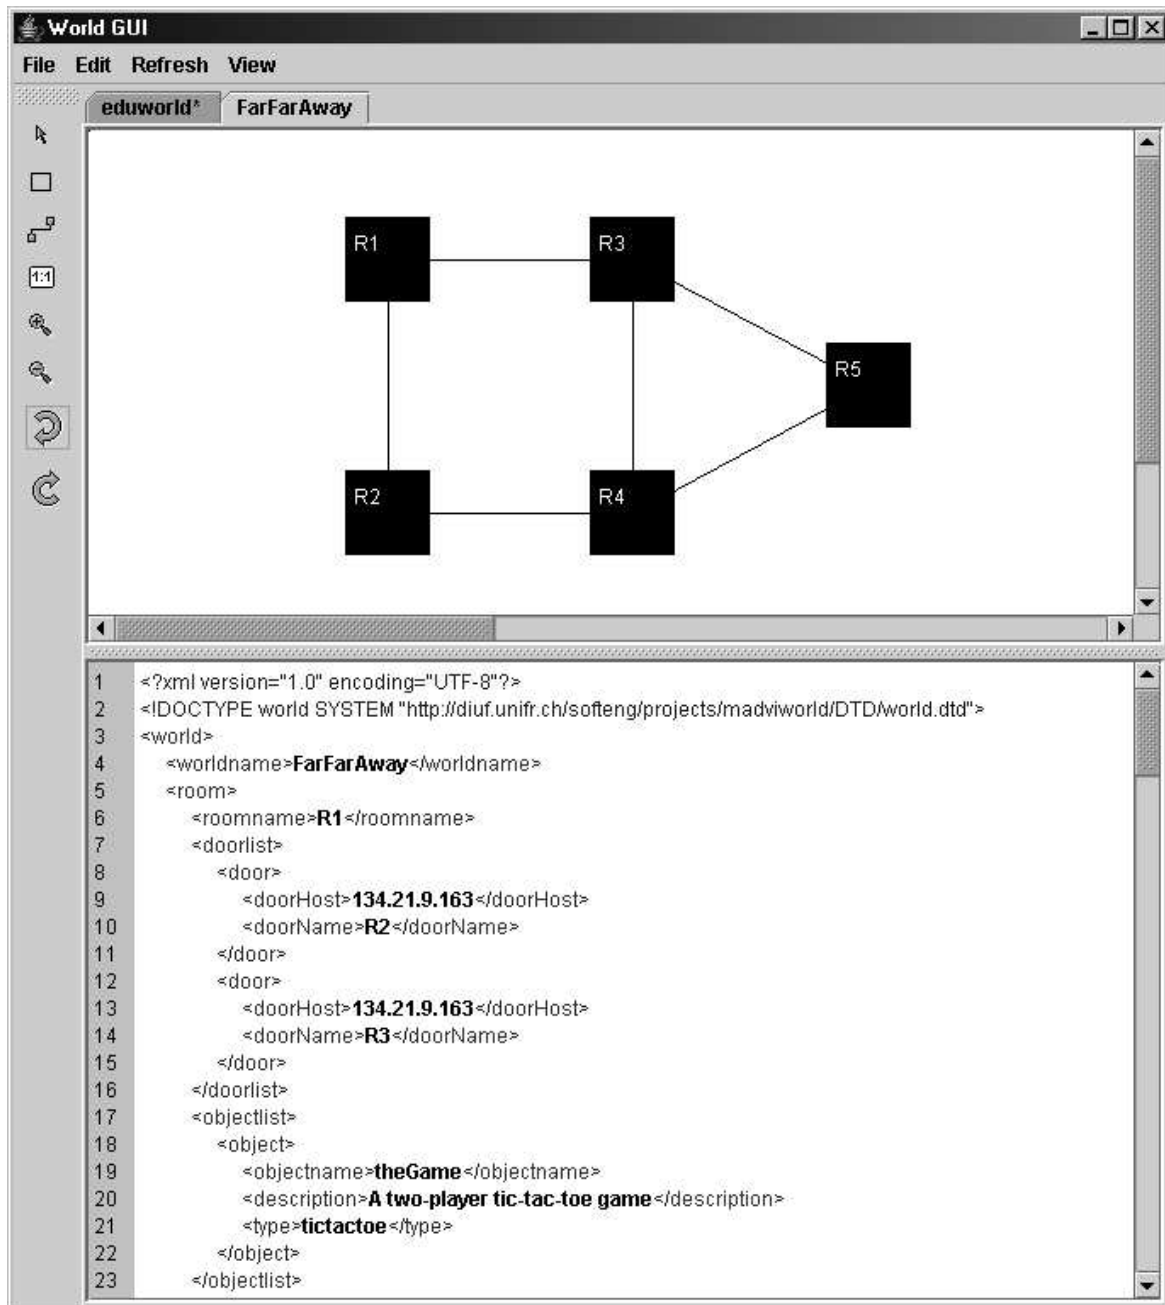 World GUI
File Edit Refresh View
eduworld* FarFarAway
1:1
R1
R3
R5
R2
R4
1 <?xml version="1.0" encoding="UTF-8"?>
2 <!DOCTYPE world SYSTEM "http://diuf.unifr.ch/softeng/projects/madviworld/DTD/world.dtd">
3 <world>
4 <worldname>FarFarAway</worldname>
5 <room>
6 <roomname>R1</roomname>
7 <doorlist>
8 <door>
9 <doorHost>134.21.9.163</doorHost>
10 <doorName>R2</doorName>
11 </door>
12 <door>
13 <doorHost>134.21.9.163</doorHost>
14 <doorName>R3</doorName>
15 </door>
16 </doorlist>
17 <objectlist>
18 <object>
19 <objectname>theGame</objectname>
20 <description>A two-player tic-tac-toe game</description>
21 <type>tictactoe</type>
22 </object>
23 </objectlist>